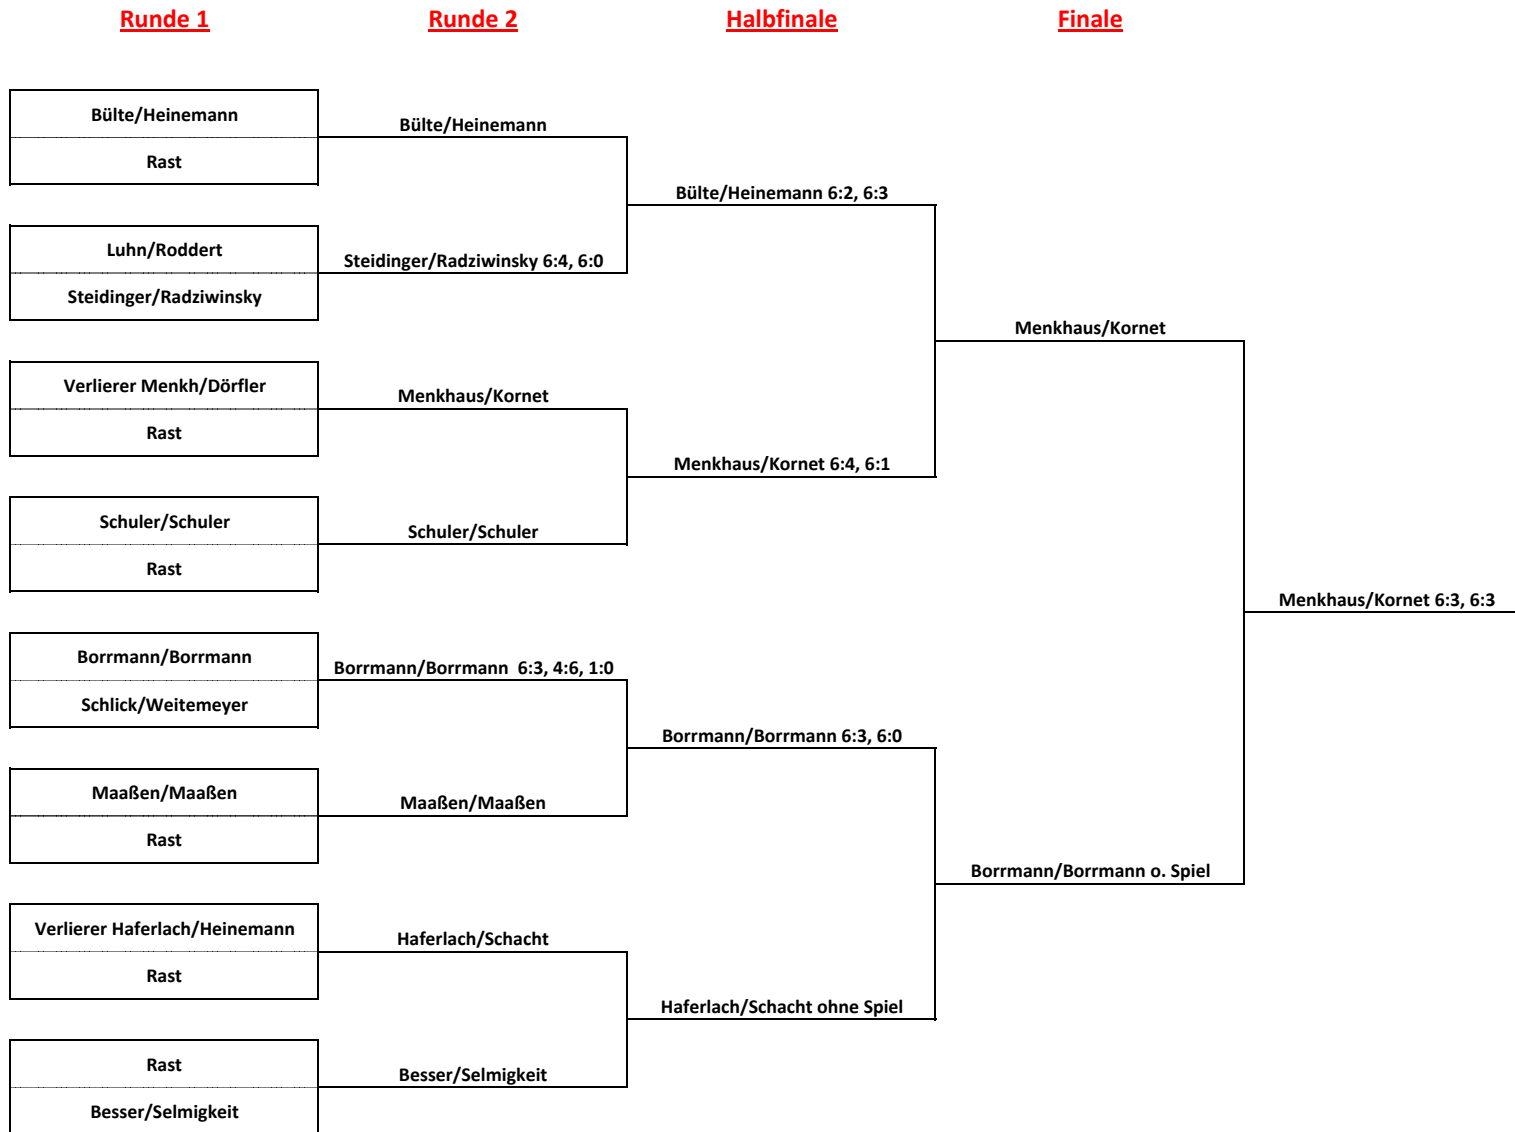 Runde 1
Runde 2
Halbfinale
Finale
Bülte/Heinemann
Rast
Luhn/Roddert
Steidinger/Radziwinsky
Verlierer Menkh/Dörfler
Rast
Schuler/Schuler
Rast
Borrmann/Borrmann
Schlick/Weitemeyer
Maaßen/Maaßen
Rast
Verlierer Haferlach/Heinemann
Rast
Rast
Besser/Selmigkeit
Bülte/Heinemann
Steidinger/Radziwinsky 6:4, 6:0
Menkhaus/Kornet
Schuler/Schuler
Borrmann/Borrmann  6:3, 4:6, 1:0
Maaßen/Maaßen
Haferlach/Schacht
Besser/Selmigkeit
Bülte/Heinemann 6:2, 6:3
Menkhaus/Kornet 6:4, 6:1
Borrmann/Borrmann 6:3, 6:0
Haferlach/Schacht ohne Spiel
Menkhaus/Kornet
Borrmann/Borrmann o. Spiel
Menkhaus/Kornet 6:3, 6:3